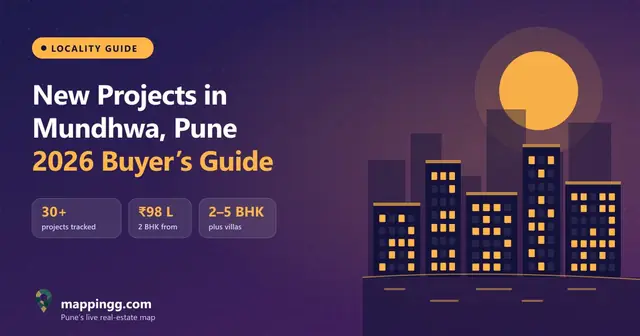 LOCALITY GUIDE
New Projects in
Mundhwa, Pune
2026 Buyer's Guide
30+
projects tracked
₹98 L
2 BHK from
2–5 BHK
plus villas
mappingg.com
Pune's live real-estate map